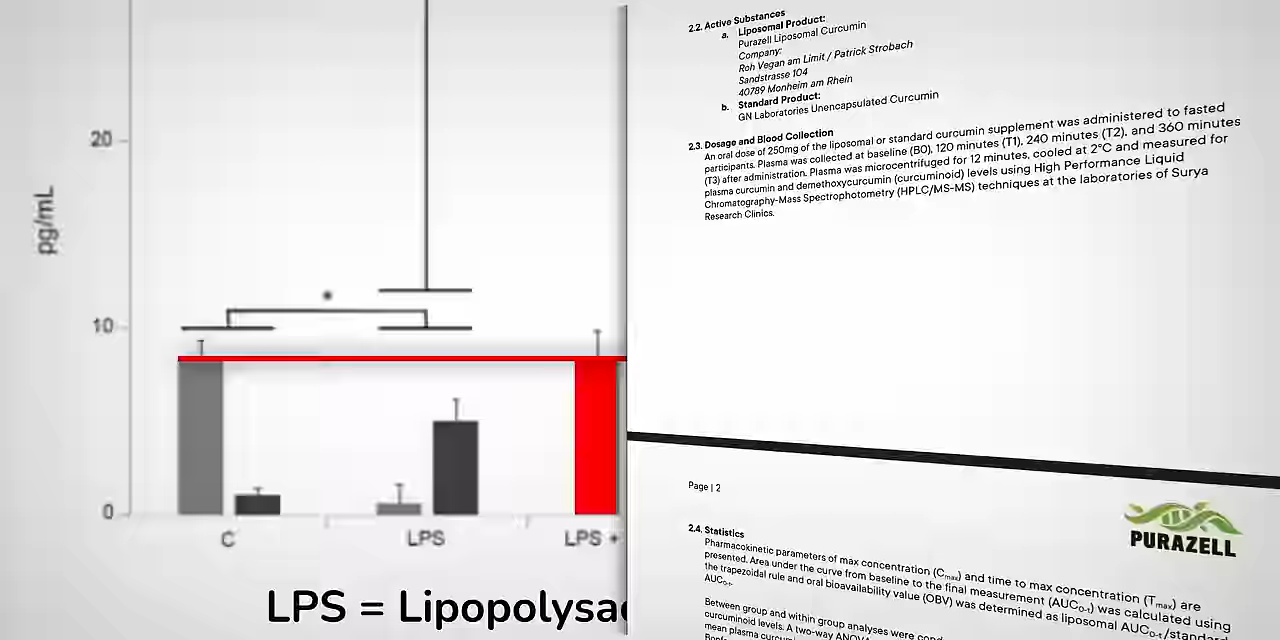 20
pg/mL
*
10
0
C
LPS
LPS +
LPS = Lipopolysa
2.2. Active Substances
a. Liposomal Product:
Purazell Liposomal Curcumin
Company:
Roh Vegan am Limit / Patrick Strobach
Sandstrasse 104
40789 Monheim am Rhein
b. Standard Product:
GN Laboratories Unencapsulated Curcumin
2.3. Dosage and Blood Collection
An oral dose of 250mg of the liposomal or standard curcumin supplement was administered to fasted
participants. Plasma was collected at baseline (B0), 120 minutes (T1), 240 minutes (T2), and 360 minutes
(T3) after administration. Plasma was microcentrifuged for 12 minutes, cooled at 2°C and measured for
plasma curcumin and demethoxycurcumin (curcuminoid) levels using High Performance Liquid
Chromatography-Mass Spectrophotometry (HPLC/MS-MS) techniques at the laboratories of Surya
Research Clinics.
Page | 2
PURAZELL
2.4. Statistics
Pharmacokinetic parameters of max concentration (Cmax) and time to max concentration (Tmax) are
presented. Area under the curve from baseline to the final measurement (AUC0-t) was calculated using
the trapezoidal rule and oral bioavailability value (OBV) was determined as liposomal AUC0-t/standard
AUC0-t.
Between group and within group analyses were
curcuminoid levels. A two-way ANOVA
mean plasma